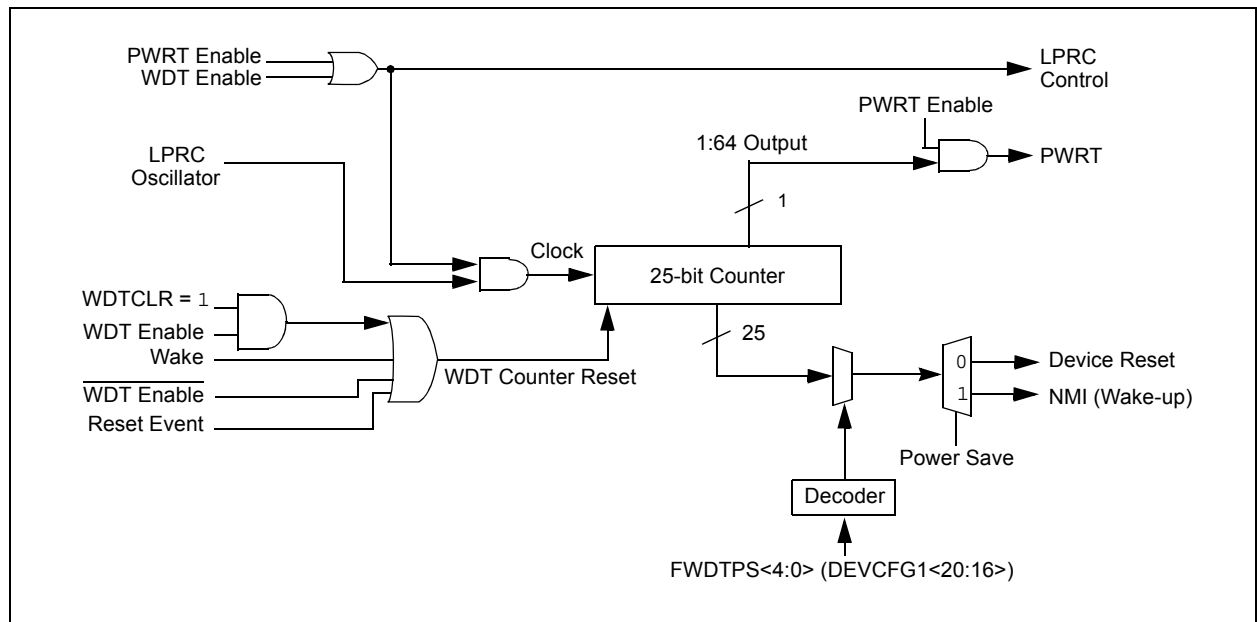 PWRT Enable
WDT Enable
LPRC
Control
PWRT Enable
1:64 Output
PWRT
LPRC
Oscillator
1
Clock
25-bit Counter
WDTCLR = 1
WDT Enable
Wake
WDT Enable
Reset Event
WDT Counter Reset
25
0
1
Device Reset
NMI (Wake-up)
Power Save
Decoder
FWDTPS<4:0> (DEVCFG1<20:16>)